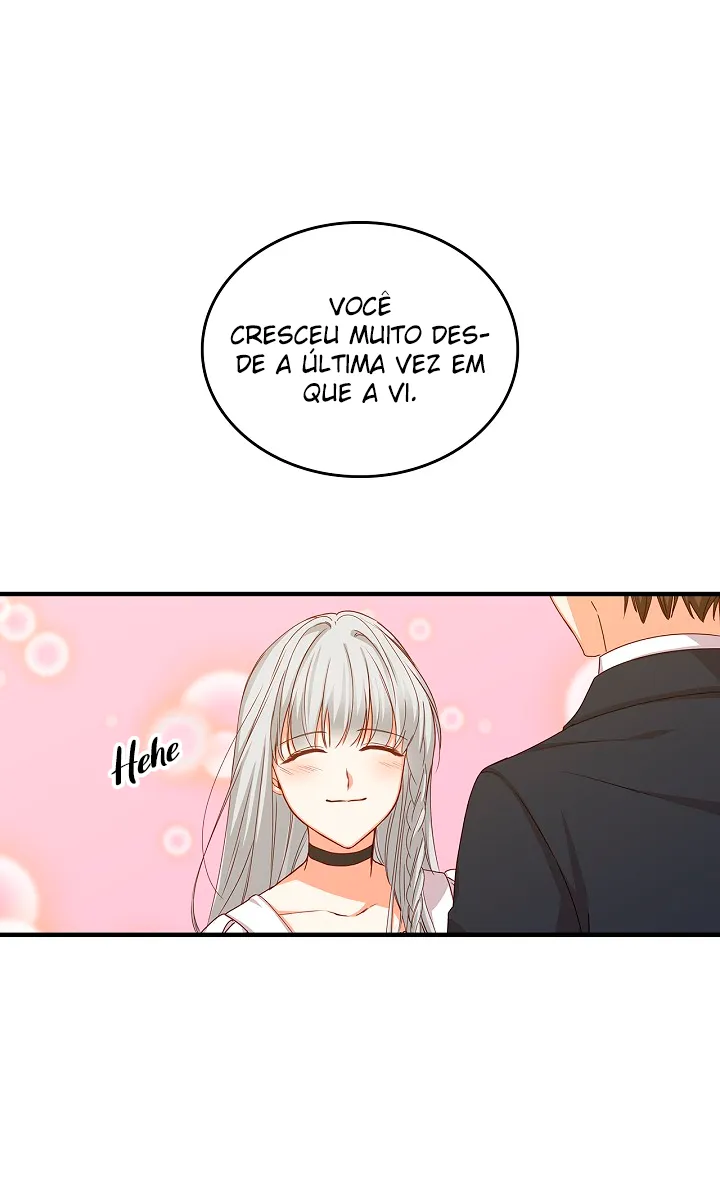 VOCÊ
CRESCEU MUITO DES-
DE A ÚLTIMA VEZ EM
QUE A VI.
Hehe